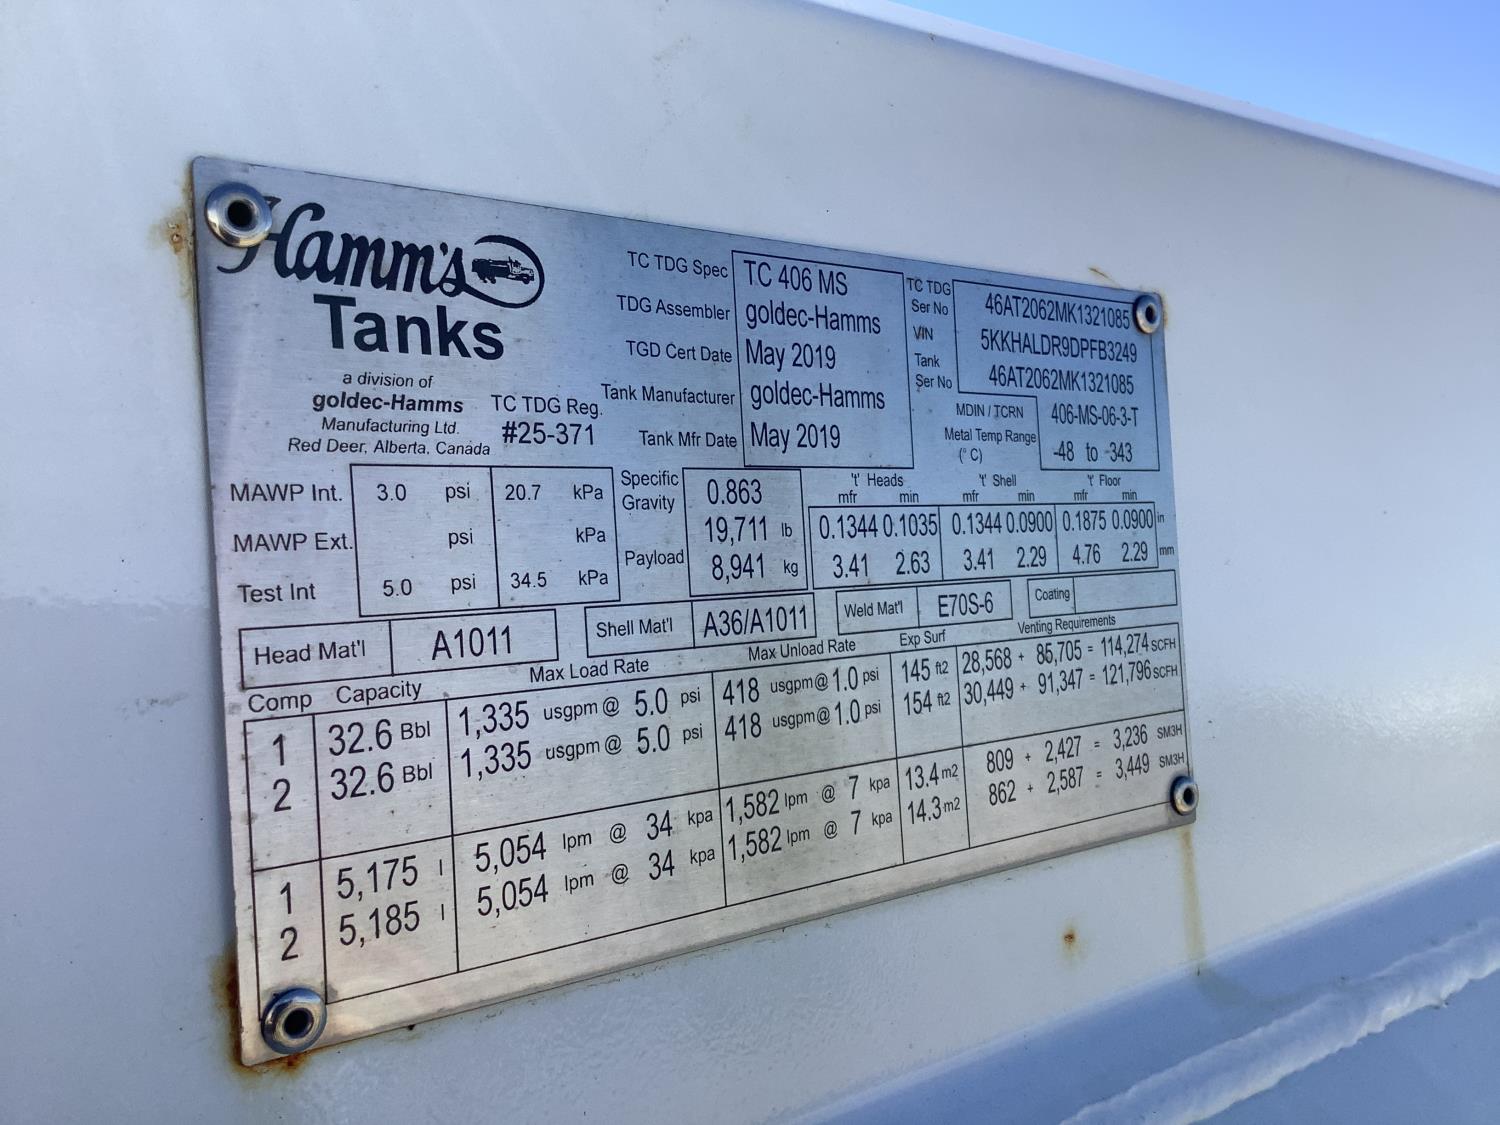 Hamm's
Tanks
a division of
goldec-Hamms
Manufacturing Ltd.
Red Deer, Alberta, Canada
TC TDG Reg.
#25-371
TC TDG Spec TC 406 MS
TDG Assembler goldec-Hamms
TGD Cert Date May 2019
Tank Manufacturer goldec-Hamms
Tank Mfr Date May 2019
TC TDG Ser No 46AT2062MK1321085
VIN 5KKHALDR9DPFB3249
Tank Ser No 46AT2062MK1321085
MDIN / TCRN 406-MS-06-3-T
Metal Temp Range (°C) -48 to -343
MAWP Int. 3.0 psi 20.7 kPa
MAWP Ext. psi kPa
Test Int 5.0 psi 34.5 kPa
Specific Gravity 0.863
Payload 19,711 lb
8,941 kg
't' Heads 't' Shell 't' Floor
mfr min mfr min mfr min
0.1344 0.1035 0.1344 0.0900 0.1875 0.0900 in
3.41 2.63 3.41 2.29 4.76 2.29 mm
Head Mat'l A1011 Shell Mat'l A36/A1011 Weld Mat'l E70S-6 Coating
Comp Capacity Max Load Rate Max Unload Rate Exp Surf Venting Requirements
1 32.6 Bbl 1,335 usgpm @ 5.0 psi 418 usgpm @ 1.0 psi 145 ft2 28,568 + 85,705 = 114,274 SCFH
2 32.6 Bbl 1,335 usgpm @ 5.0 psi 418 usgpm @ 1.0 psi 154 ft2 30,449 + 91,347 = 121,796 SCFH
1 5,175 l 5,054 lpm @ 34 kpa 1,582 lpm @ 7 kpa 13.4 m2 809 + 2,427 = 3,236 SM3H
2 5,185 l 5,054 lpm @ 34 kpa 1,582 lpm @ 7 kpa 14.3 m2 862 + 2,587 = 3,449 SM3H